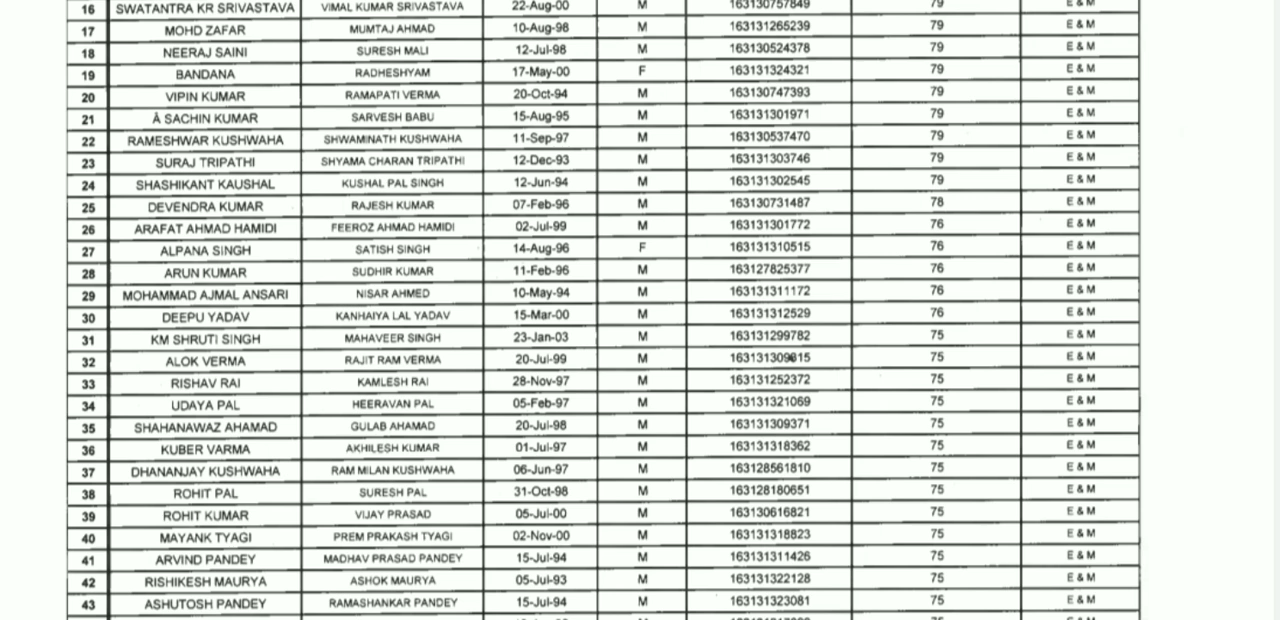 16 SWATANTRA KR SRIVASTAVA VIMAL KUMAR SRIVASTAVA 22-Aug-00 M 163130757849 79 E & M
17 MOHD ZAFAR MUMTAJ AHMAD 10-Aug-98 M 163131265239 79 E & M
18 NEERAJ SAINI SURESH MALI 12-Jul-98 M 163130524378 79 E & M
19 BANDANA RADHESHYAM 17-May-00 F 163131324321 79 E & M
20 VIPIN KUMAR RAMAPATI VERMA 20-Oct-94 M 163130747393 79 E & M
21 Â SACHIN KUMAR SARVESH BABU 15-Aug-95 M 163131301971 79 E & M
22 RAMESHWAR KUSHWAHA SHWAMINATH KUSHWAHA 11-Sep-97 M 163130537470 79 E & M
23 SURAJ TRIPATHI SHYAMA CHARAN TRIPATHI 12-Dec-93 M 163131303746 79 E & M
24 SHASHIKANT KAUSHAL KUSHAL PAL SINGH 12-Jun-94 M 163131302545 79 E & M
25 DEVENDRA KUMAR RAJESH KUMAR 07-Feb-96 M 163130731487 78 E & M
26 ARAFAT AHMAD HAMIDI FEEROZ AHMAD HAMIDI 02-Jul-99 M 163131301772 76 E & M
27 ALPANA SINGH SATISH SINGH 14-Aug-96 F 163131310515 76 E & M
28 ARUN KUMAR SUDHIR KUMAR 11-Feb-96 M 163127825377 76 E & M
29 MOHAMMAD AJMAL ANSARI NISAR AHMED 10-May-94 M 163131311172 76 E & M
30 DEEPU YADAV KANHAIYA LAL YADAV 15-Mar-00 M 163131312529 76 E & M
31 KM SHRUTI SINGH MAHAVEER SINGH 23-Jan-03 M 163131299782 75 E & M
32 ALOK VERMA RAJIT RAM VERMA 20-Jul-99 M 75 E & M
33 RISHAV RAI KAMLESH RAI 28-Nov-97 M 163131252372 75 E & M
34 UDAYA PAL HEERAVAN PAL 05-Feb-97 M 163131321069 75 E & M
35 SHAHANAWAZ AHAMAD GULAB AHAMAD 20-Jul-98 M 163131309371 75 E & M
36 KUBER VARMA AKHILESH KUMAR 01-Jul-97 M 163131318362 75 E & M
37 DHANANJAY KUSHWAHA RAM MILAN KUSHWAHA 06-Jun-97 M 163128561810 75 E & M
38 ROHIT PAL SURESH PAL 31-Oct-98 M 163128180651 75 E & M
39 ROHIT KUMAR VIJAY PRASAD 05-Jul-00 M 163130616821 75 E & M
40 MAYANK TYAGI PREM PRAKASH TYAGI 02-Nov-00 M 163131318823 75 E & M
41 ARVIND PANDEY MADHAV PRASAD PANDEY 15-Jul-94 M 163131311426 75 E & M
42 RISHIKESH MAURYA ASHOK MAURYA 05-Jul-93 M 163131322128 75 E & M
43 ASHUTOSH PANDEY RAMASHANKAR PANDEY 15-Jul-94 M 163131323081 75 E & M